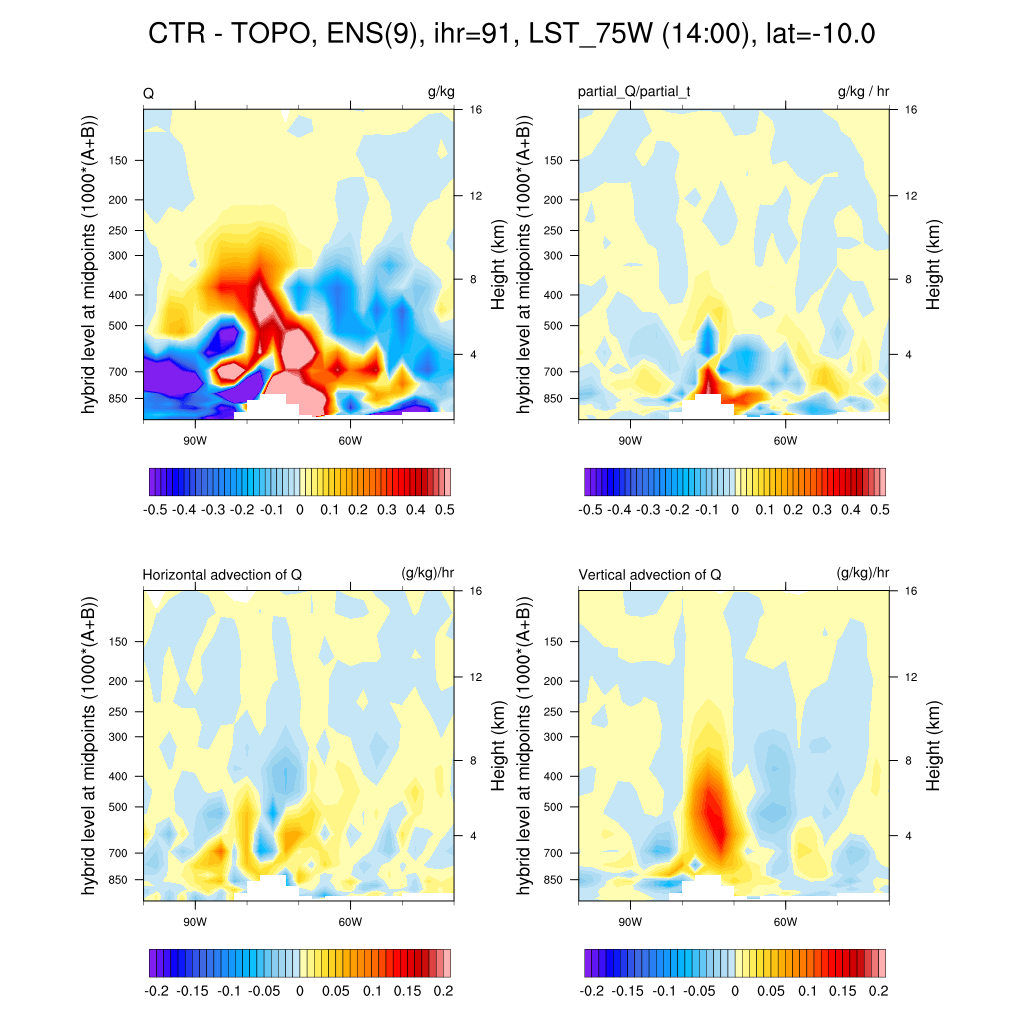 CTR - TOPO, ENS(9), ihr=91, LST_75W (14:00), lat=-10.0
Q g/kg
hybrid level at midpoints (1000*(A+B))
150
200
250
300
400
500
700
850
16
12
8
4
Height (km)
90W 60W
-0.5 -0.4 -0.3 -0.2 -0.1 0 0.1 0.2 0.3 0.4 0.5
partial_Q/partial_t g/kg / hr
hybrid level at midpoints (1000*(A+B))
150
200
250
300
400
500
700
850
16
12
8
4
Height (km)
90W 60W
-0.5 -0.4 -0.3 -0.2 -0.1 0 0.1 0.2 0.3 0.4 0.5
Horizontal advection of Q (g/kg)/hr
hybrid level at midpoints (1000*(A+B))
150
200
250
300
400
500
700
850
16
12
8
4
Height (km)
90W 60W
-0.2 -0.15 -0.1 -0.05 0 0.05 0.1 0.15 0.2
Vertical advection of Q (g/kg)/hr
hybrid level at midpoints (1000*(A+B))
150
200
250
300
400
500
700
850
16
12
8
4
Height (km)
90W 60W
-0.2 -0.15 -0.1 -0.05 0 0.05 0.1 0.15 0.2